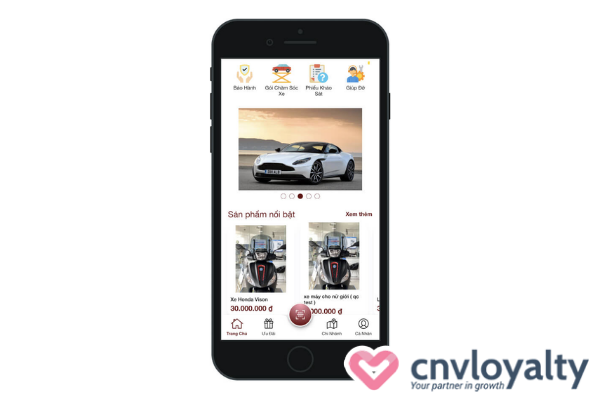 Bảo Hành
Gói Chăm Sóc Xe
Phiếu Khảo Sát
Giúp Đỡ
Sản phẩm nổi bật
Xem thêm
Xe Honda Vison
30.000.000 đ
xe máy cho nữ giới ( qc test )
000.000 đ
Trang Chủ
Ưu Đãi
Chi Nhánh
Cá Nhân
cnvloyalty
Your partner in growth